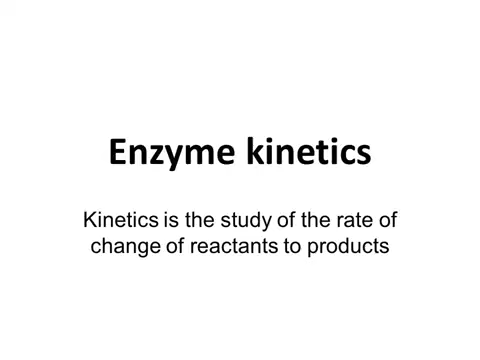 Enzyme kinetics
Kinetics is the study of the rate of
change of reactants to products